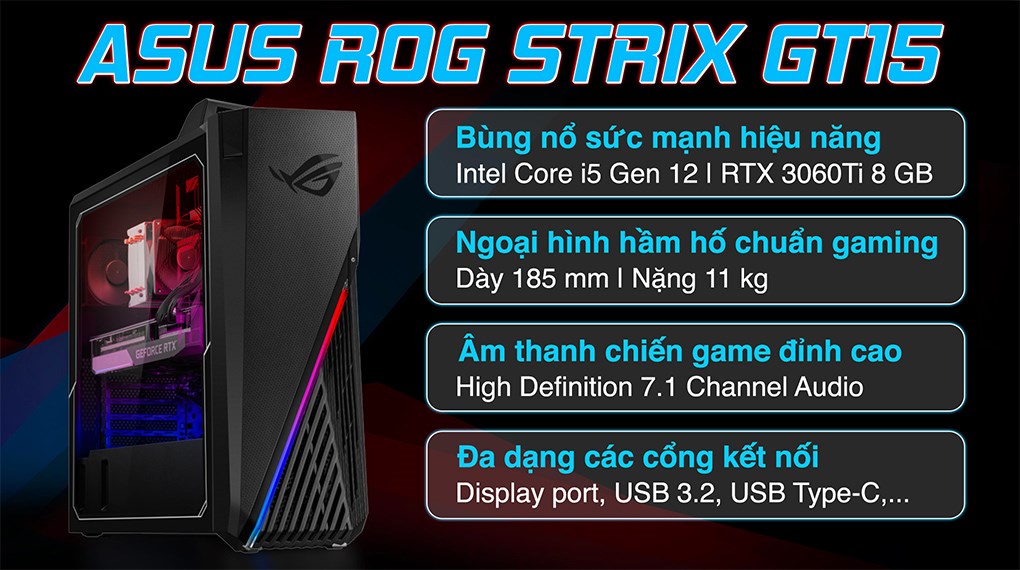 ASUS ROG STRIX GT15
Bùng nổ sức mạnh hiệu năng
Intel Core i5 Gen 12 | RTX 3060Ti 8 GB
Ngoại hình hầm hố chuẩn gaming
Dày 185 mm | Nặng 11 kg
Âm thanh chiến game đỉnh cao
High Definition 7.1 Channel Audio
Đa dạng các cổng kết nối
Display port, USB 3.2, USB Type-C,...
GEFORCE RTX